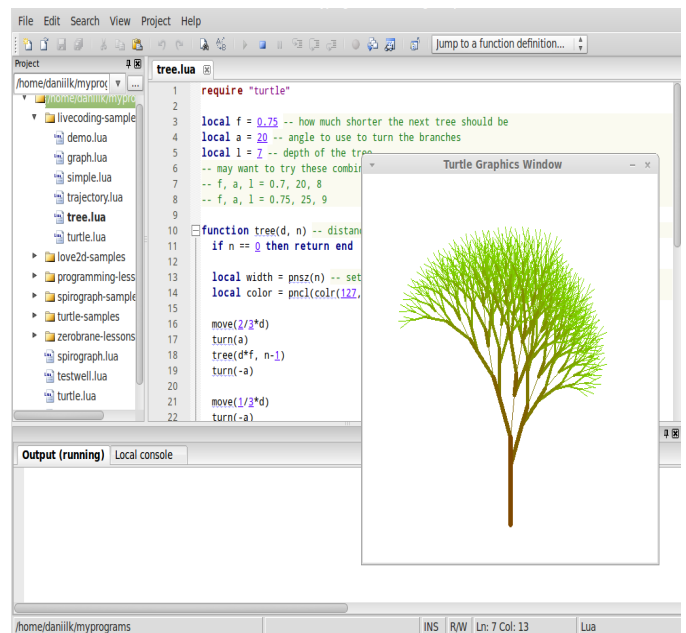 File Edit Search View Project Help
Jump to a function definition...
Project
/home/daniilk/myprog ...
/home/daniilk/mypro
livecoding-sample
demo.lua
graph.lua
simple.lua
trajectory.lua
tree.lua
turtle.lua
love2d-samples
programming-less
spirograph-sample
turtle-samples
zerobrane-lessons
spirograph.lua
testwell.lua
turtle.lua
tree.lua
1 require "turtle"
2
3 local f = 0.75 -- how much shorter the next tree should be
4 local a = 20 -- angle to use to turn the branches
5 local l = 7 -- depth of the tree
6 -- may want to try these combin
7 -- f, a, l = 0.7, 20, 8
8 -- f, a, l = 0.75, 25, 9
9
10 function tree(d, n) -- distanc
11 if n == 0 then return end
12
13 local width = pnsz(n) -- set
14 local color = pncl(colr(127,
15
16 move(2/3*d)
17 turn(a)
18 tree(d*f, n-1)
19 turn(-a)
20
21 move(1/3*d)
22 turn(-a)
Turtle Graphics Window
Output (running) Local console
/home/daniilk/myprograms INS R/W Ln: 7 Col: 13 Lua